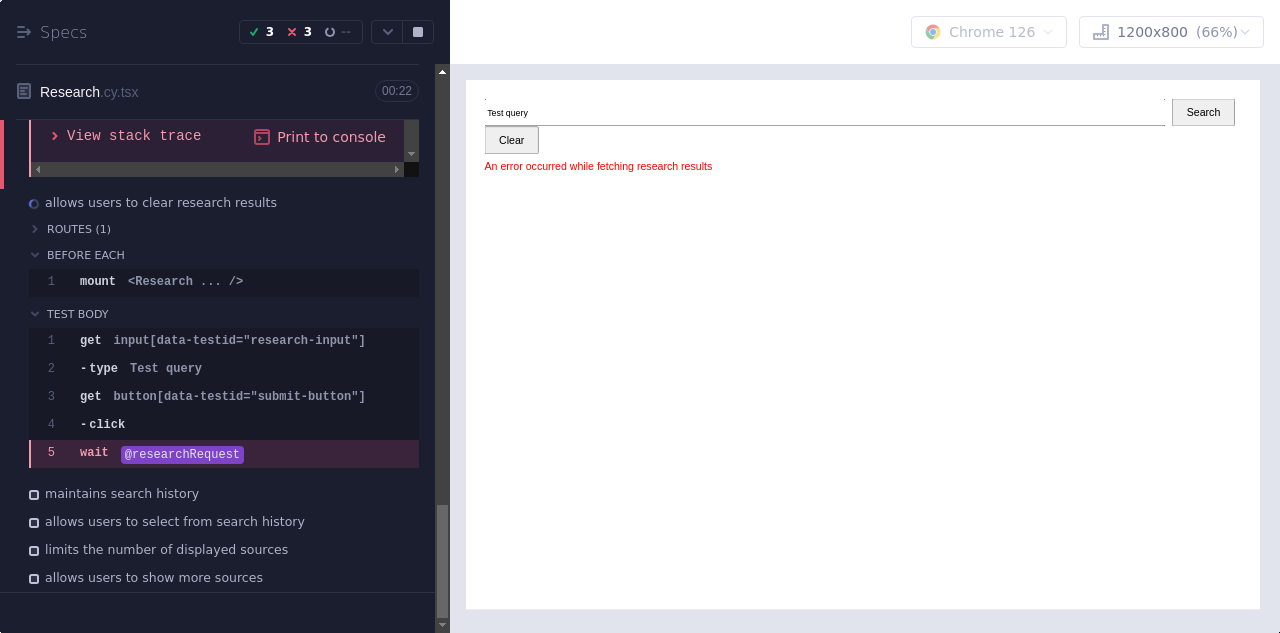 Specs
3 3 --
Chrome 126
1200x800 (66%)
Research.cy.tsx
00:22
View stack trace
Print to console
allows users to clear research results
ROUTES (1)
BEFORE EACH
1 mount <Research ... />
TEST BODY
1 get input[data-testid="research-input"]
2 -type Test query
3 get button[data-testid="submit-button"]
4 -click
5 wait @researchRequest
maintains search history
allows users to select from search history
limits the number of displayed sources
allows users to show more sources
Test query
Search
Clear
An error occurred while fetching research results